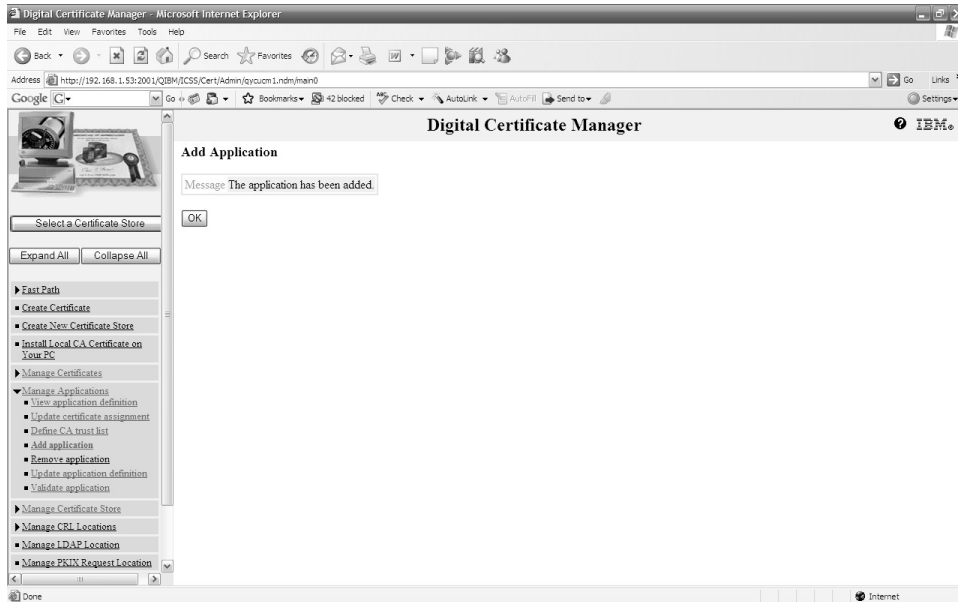 Digital Certificate Manager - Microsoft Internet Explorer
File Edit View Favorites Tools Help
Back Search Favorites
Address http://192.168.1.53:2001/QIBM/ICSS/Cert/Admin/qycucm1.ndm/main0 Go Links
Google G Go Bookmarks 42 blocked Check AutoLink AutoFill Send to Settings
Digital Certificate Manager
? IBM®
Add Application
Message The application has been added.
OK
Select a Certificate Store
Expand All Collapse All
Fast Path
Create Certificate
Create New Certificate Store
Install Local CA Certificate on
Your PC
Manage Certificates
Manage Applications
View application definition
Update certificate assignment
Define CA trust list
Add application
Remove application
Update application definition
Validate application
Manage Certificate Store
Manage CRL Locations
Manage LDAP Location
Manage PKIX Request Location
Done Internet